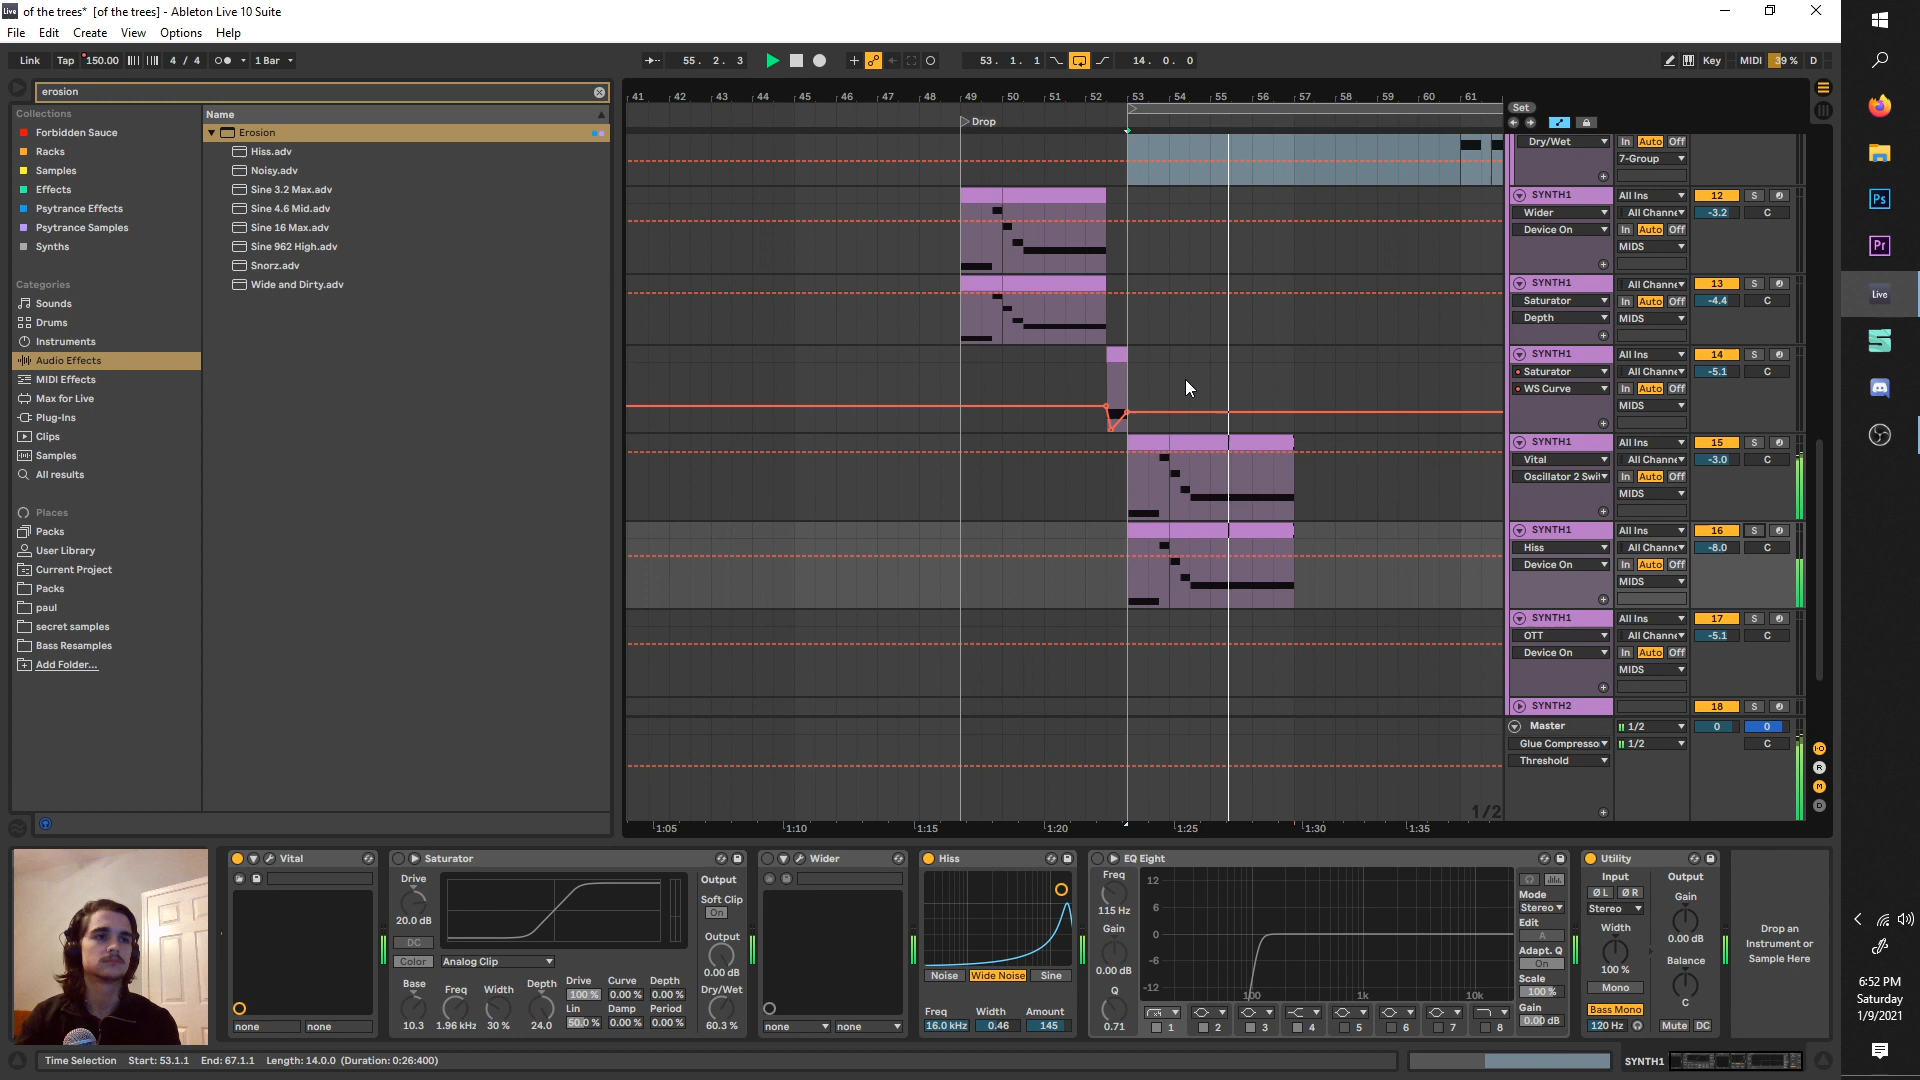 of the trees* [of the trees] - Ableton Live 10 Suite
File Edit Create View Options Help
Link Tap 150.00 4 / 4 1 Bar 55. 2. 3 53. 1. 1 14. 0. 0 Key MIDI 39 % D
erosion
Collections
Forbidden Sauce
Racks
Samples
Effects
Psytrance Effects
Psytrance Samples
Synths
Categories
Sounds
Drums
Instruments
Audio Effects
MIDI Effects
Max for Live
Plug-Ins
Clips
Samples
All results
Places
Packs
User Library
Current Project
Packs
paul
secret samples
Bass Resamples
Add Folder...
Name
Erosion
Hiss.adv
Noisy.adv
Sine 3.2 Max.adv
Sine 4.6 Mid.adv
Sine 16 Max.adv
Sine 962 High.adv
Snorz.adv
Wide and Dirty.adv
41 42 43 44 45 46 47 48 49 50 51 52 53 54 55 56 57 58 59 60 61
Drop
Set
Dry/Wet In Auto Off
7-Group
SYNTH1 All Ins 12 S
Wider All Channe -3.2 C
Device On In Auto Off
MIDS
SYNTH1 All Channe 13 S
Saturator In Auto Off -4.4 C
Depth MIDS
SYNTH1 All Ins 14 S
Saturator All Channe -5.1 C
WS Curve In Auto Off
MIDS
SYNTH1 All Ins 15 S
Vital All Channe -3.0 C
Oscillator 2 Swit In Auto Off
MIDS
SYNTH1 All Ins 16 S
Hiss All Channe -8.0 C
Device On In Auto Off
MIDS
SYNTH1 All Ins 17 S
OTT All Channe -5.1 C
Device On In Auto Off
MIDS
SYNTH2 18 S
Master 1/2 0 0
Glue Compresso 1/2 C
Threshold
1/2
1:05 1:10 1:15 1:20 1:25 1:30 1:35
Vital
none none
Saturator
Drive
20.0 dB
DC
Color Analog Clip
Base Freq Width Depth
10.3 1.96 kHz 30 % 24.0
Drive Curve Depth
100 % 0.00 % 0.00 %
Lin Damp Period
50.0 % 0.00 % 0.00 %
Output
Soft Clip
On
Output
0.00 dB
Dry/Wet
60.3 %
Wider
none none
Hiss
Noise Wide Noise Sine
Freq Width Amount
16.0 kHz 0.46 145
EQ Eight
Freq
115 Hz
Gain
0.00 dB
Q
0.71
12
6
0
-6
-12
100 1k 10k
1 2 3 4 5 6 7 8
Mode
Stereo
Edit
A
Adapt. Q
On
Scale
100 %
Gain
0.00 dB
Utility
Input Output
Ø L Ø R Gain
Stereo
Width 0.00 dB
100 % Balance
Mono C
Bass Mono
120 Hz Mute DC
Drop an
Instrument or
Sample Here
Time Selection Start: 53.1.1 End: 67.1.1 Length: 14.0.0 (Duration: 0:26:400)
SYNTH1
Ps
Pr
Live
6:52 PM
Saturday
1/9/2021
I·O
R
M
D